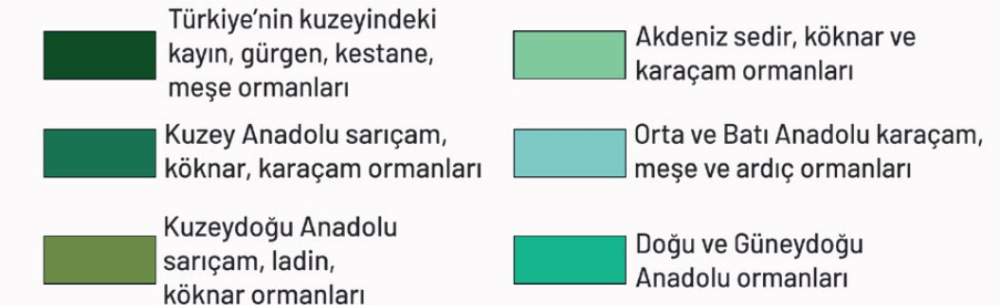 Türkiye’nin kuzeyindeki
kayın, gürgen, kestane,
meşe ormanları
Kuzey Anadolu sarıçam,
köknar, karaçam ormanları
Kuzeydoğu Anadolu
sarıçam, ladin,
köknar ormanları
Akdeniz sedir, köknar ve
karaçam ormanları
Orta ve Batı Anadolu karaçam,
meşe ve ardıç ormanları
Doğu ve Güneydoğu
Anadolu ormanları